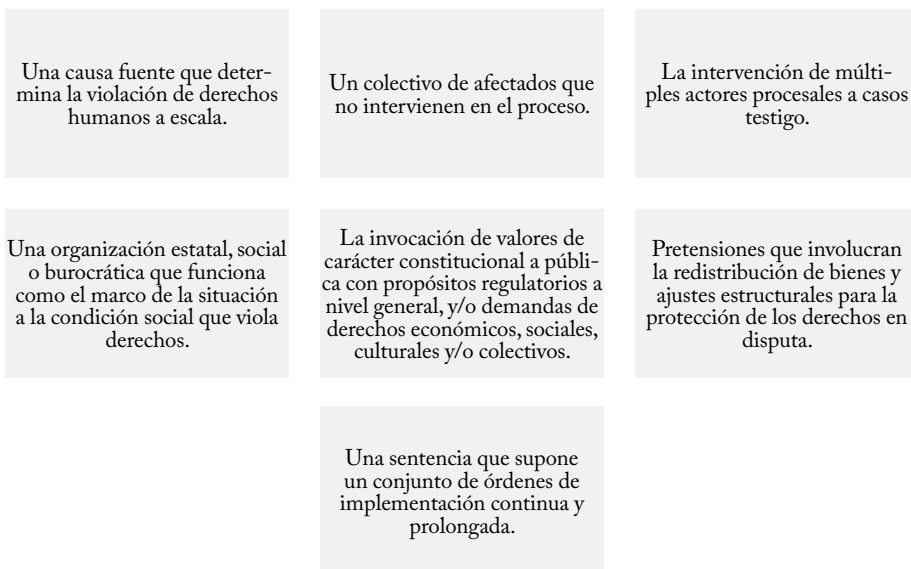 Una causa fuente que deter-
mina la violación de derechos
humanos a escala.
Un colectivo de afectados que
no intervienen en el proceso.
La intervención de múlti-
ples actores procesales a casos
testigo.
Una organización estatal, social
o burocrática que funciona
como el marco de la situación
a la condición social que viola
derechos.
La invocación de valores de
carácter constitucional a públi-
ca con propósitos regulatorios a
nivel general, y/o demandas de
derechos económicos, sociales,
culturales y/o colectivos.
Pretensiones que involucran
la redistribución de bienes y
ajustes estructurales para la
protección de los derechos en
disputa.
Una sentencia que supone
un conjunto de órdenes de
implementación continua y
prolongada.